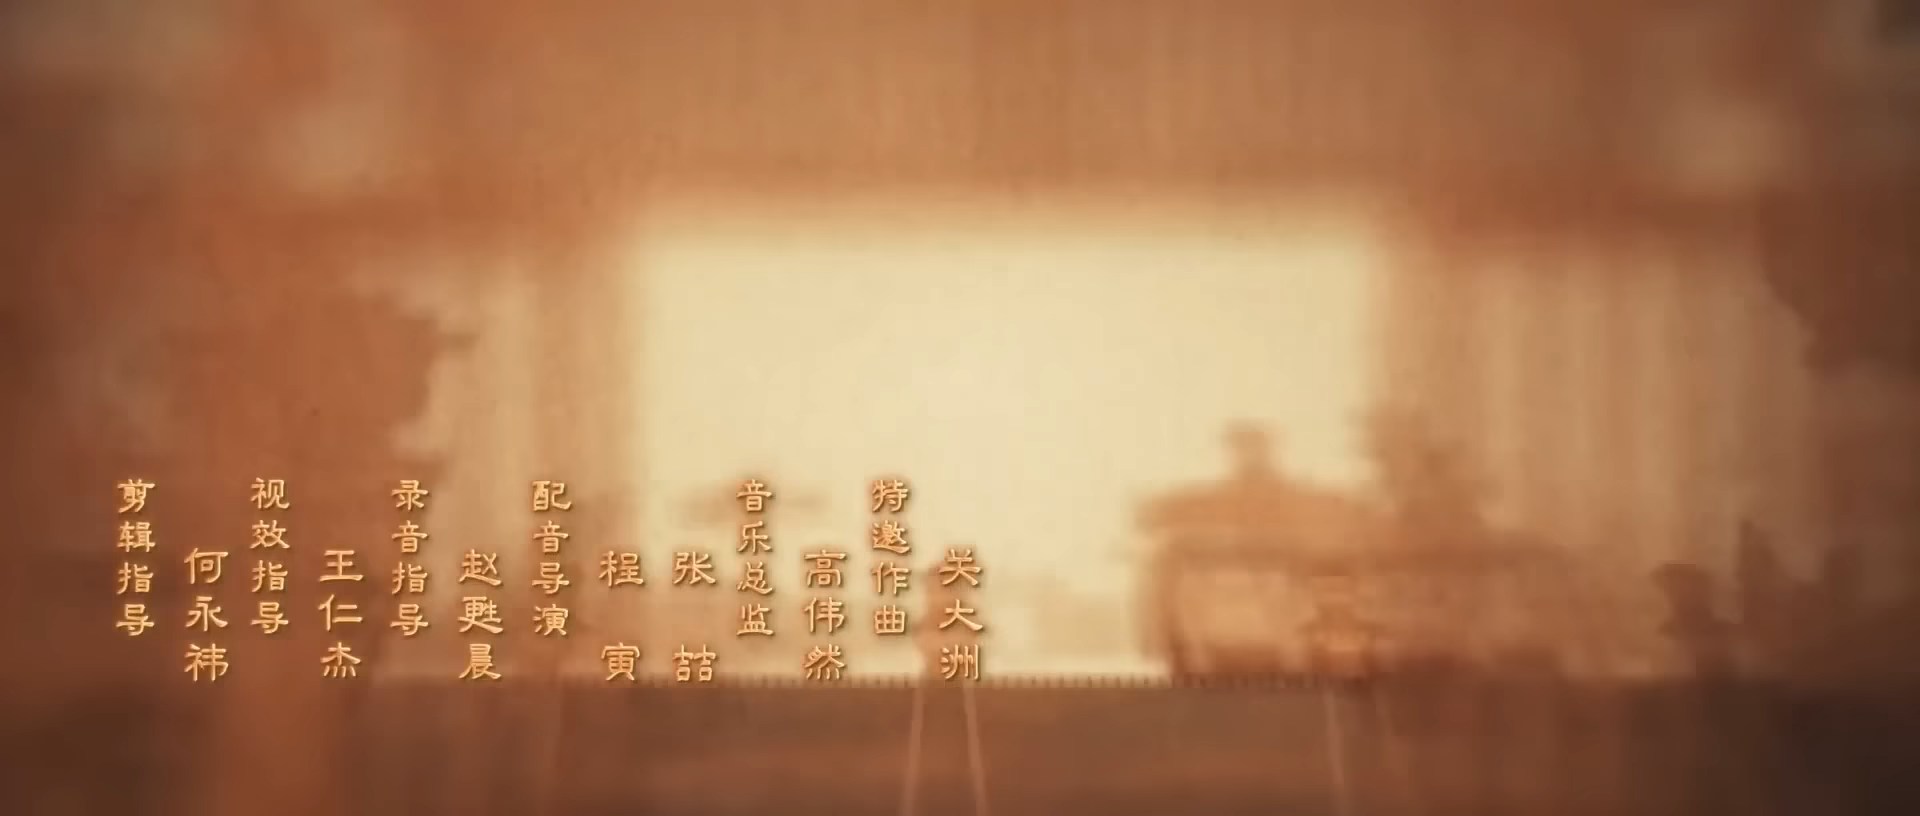 剪辑指导
何永祎
视效指导
王仁杰
录音指导
赵甦晨
配音导演
程寅
张喆
音乐总监
高伟然
特邀作曲
关大洲